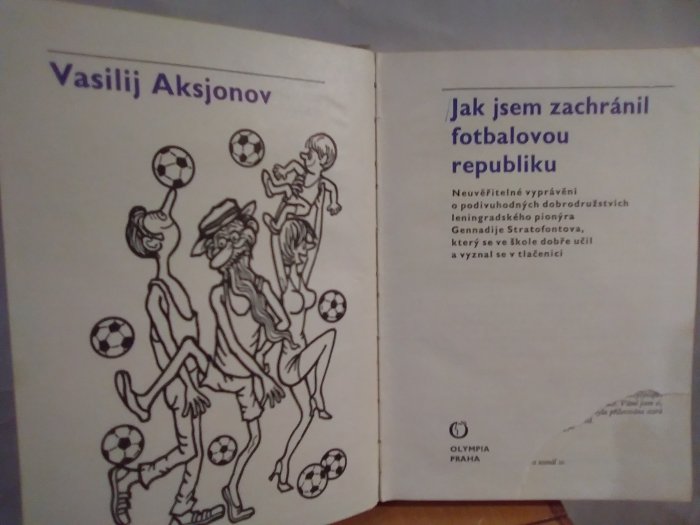 Vasilij Aksjonov
Jak jsem zachránil
fotbalovou
republiku
Neuvěřitelné vyprávění
o podivuhodných dobrodružstvích
leningradského pionýra
Gennadije Stratofontova,
který se ve škole dobře učil
a vyznal se v tlačenici
OLYMPIA
PRAHA